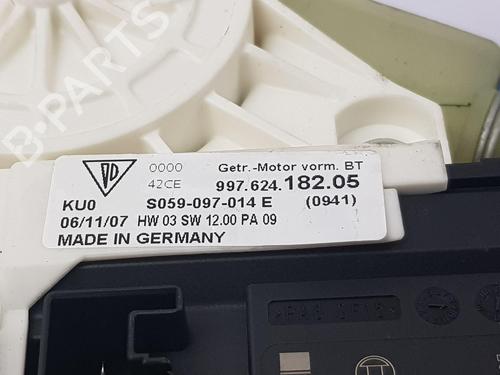 B-PARTS
0000 Getr.-Motor vorm. BT
42CE 997.624.182.05
KU0 S059-097-014 E (0941)
06/11/07 HW 03 SW 12.00 PA 09
MADE IN GERMANY